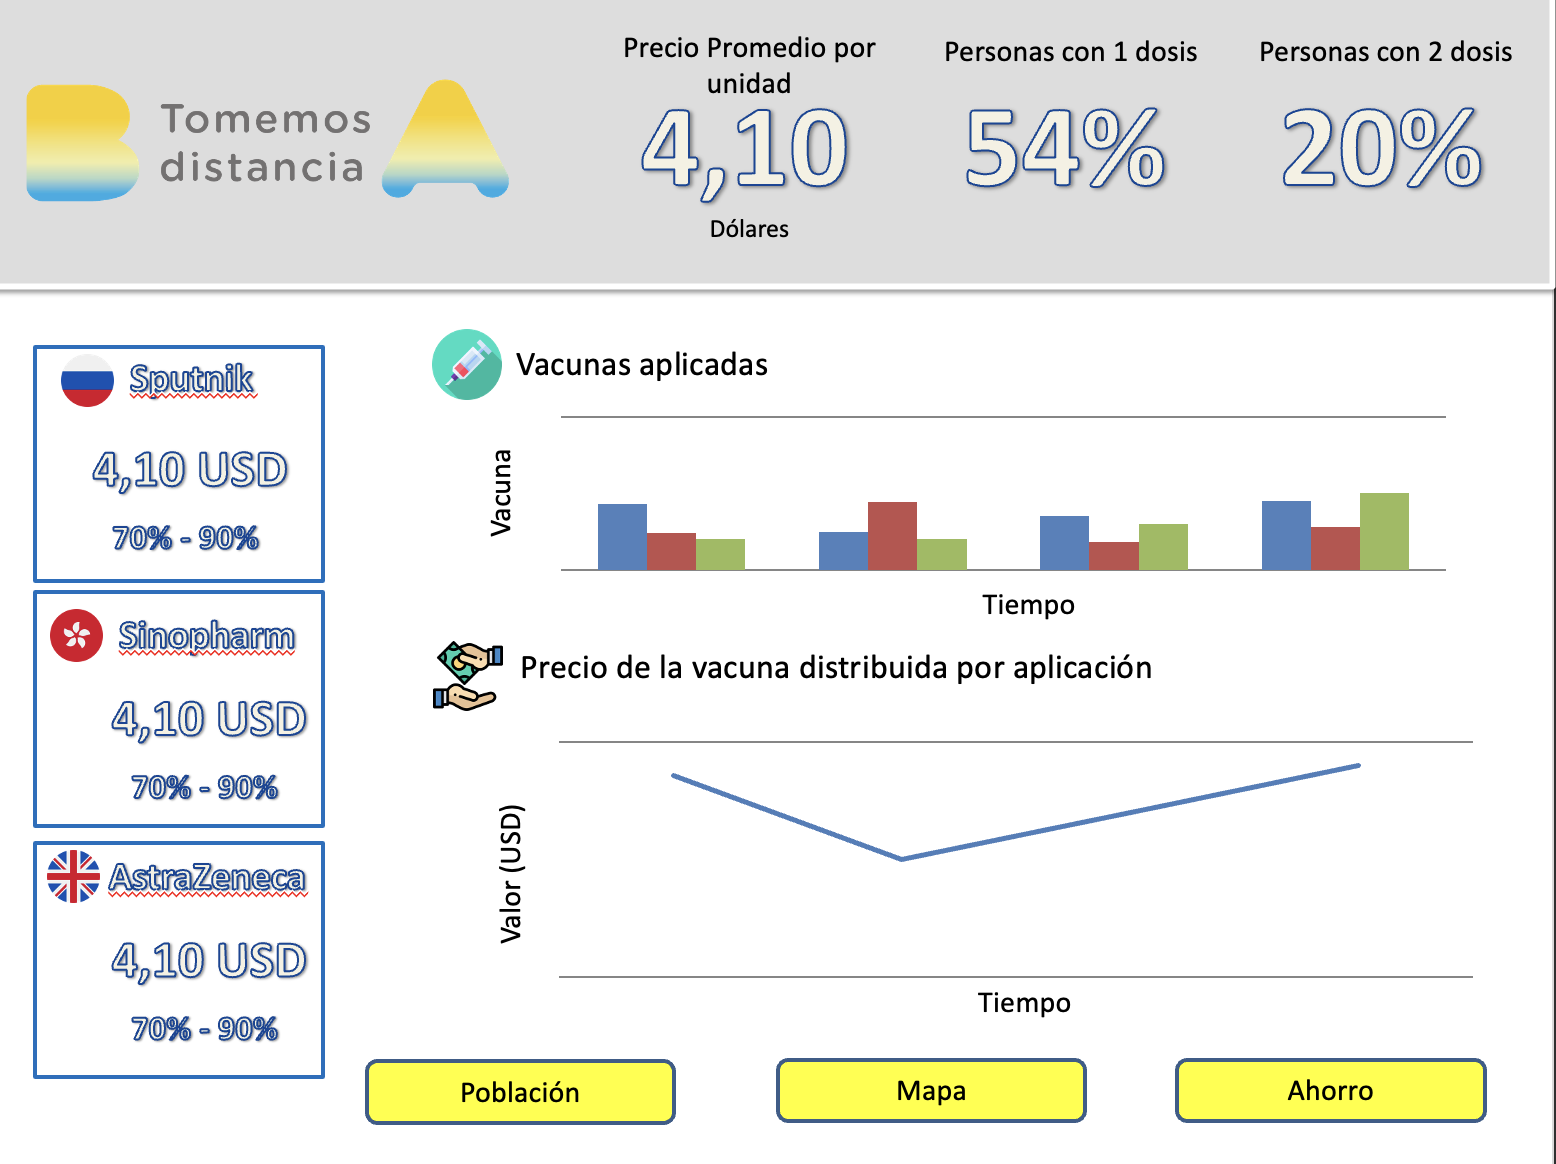 B Tomemos distancia A
Precio Promedio por
unidad
4,10
Dólares
Personas con 1 dosis
54%
Personas con 2 dosis
20%
Sputnik
4,10 USD
70% - 90%
Sinopharm
4,10 USD
70% - 90%
AstraZeneca
4,10 USD
70% - 90%
Vacunas aplicadas
Vacuna
Tiempo
Precio de la vacuna distribuida por aplicación
Valor (USD)
Tiempo
Población
Mapa
Ahorro